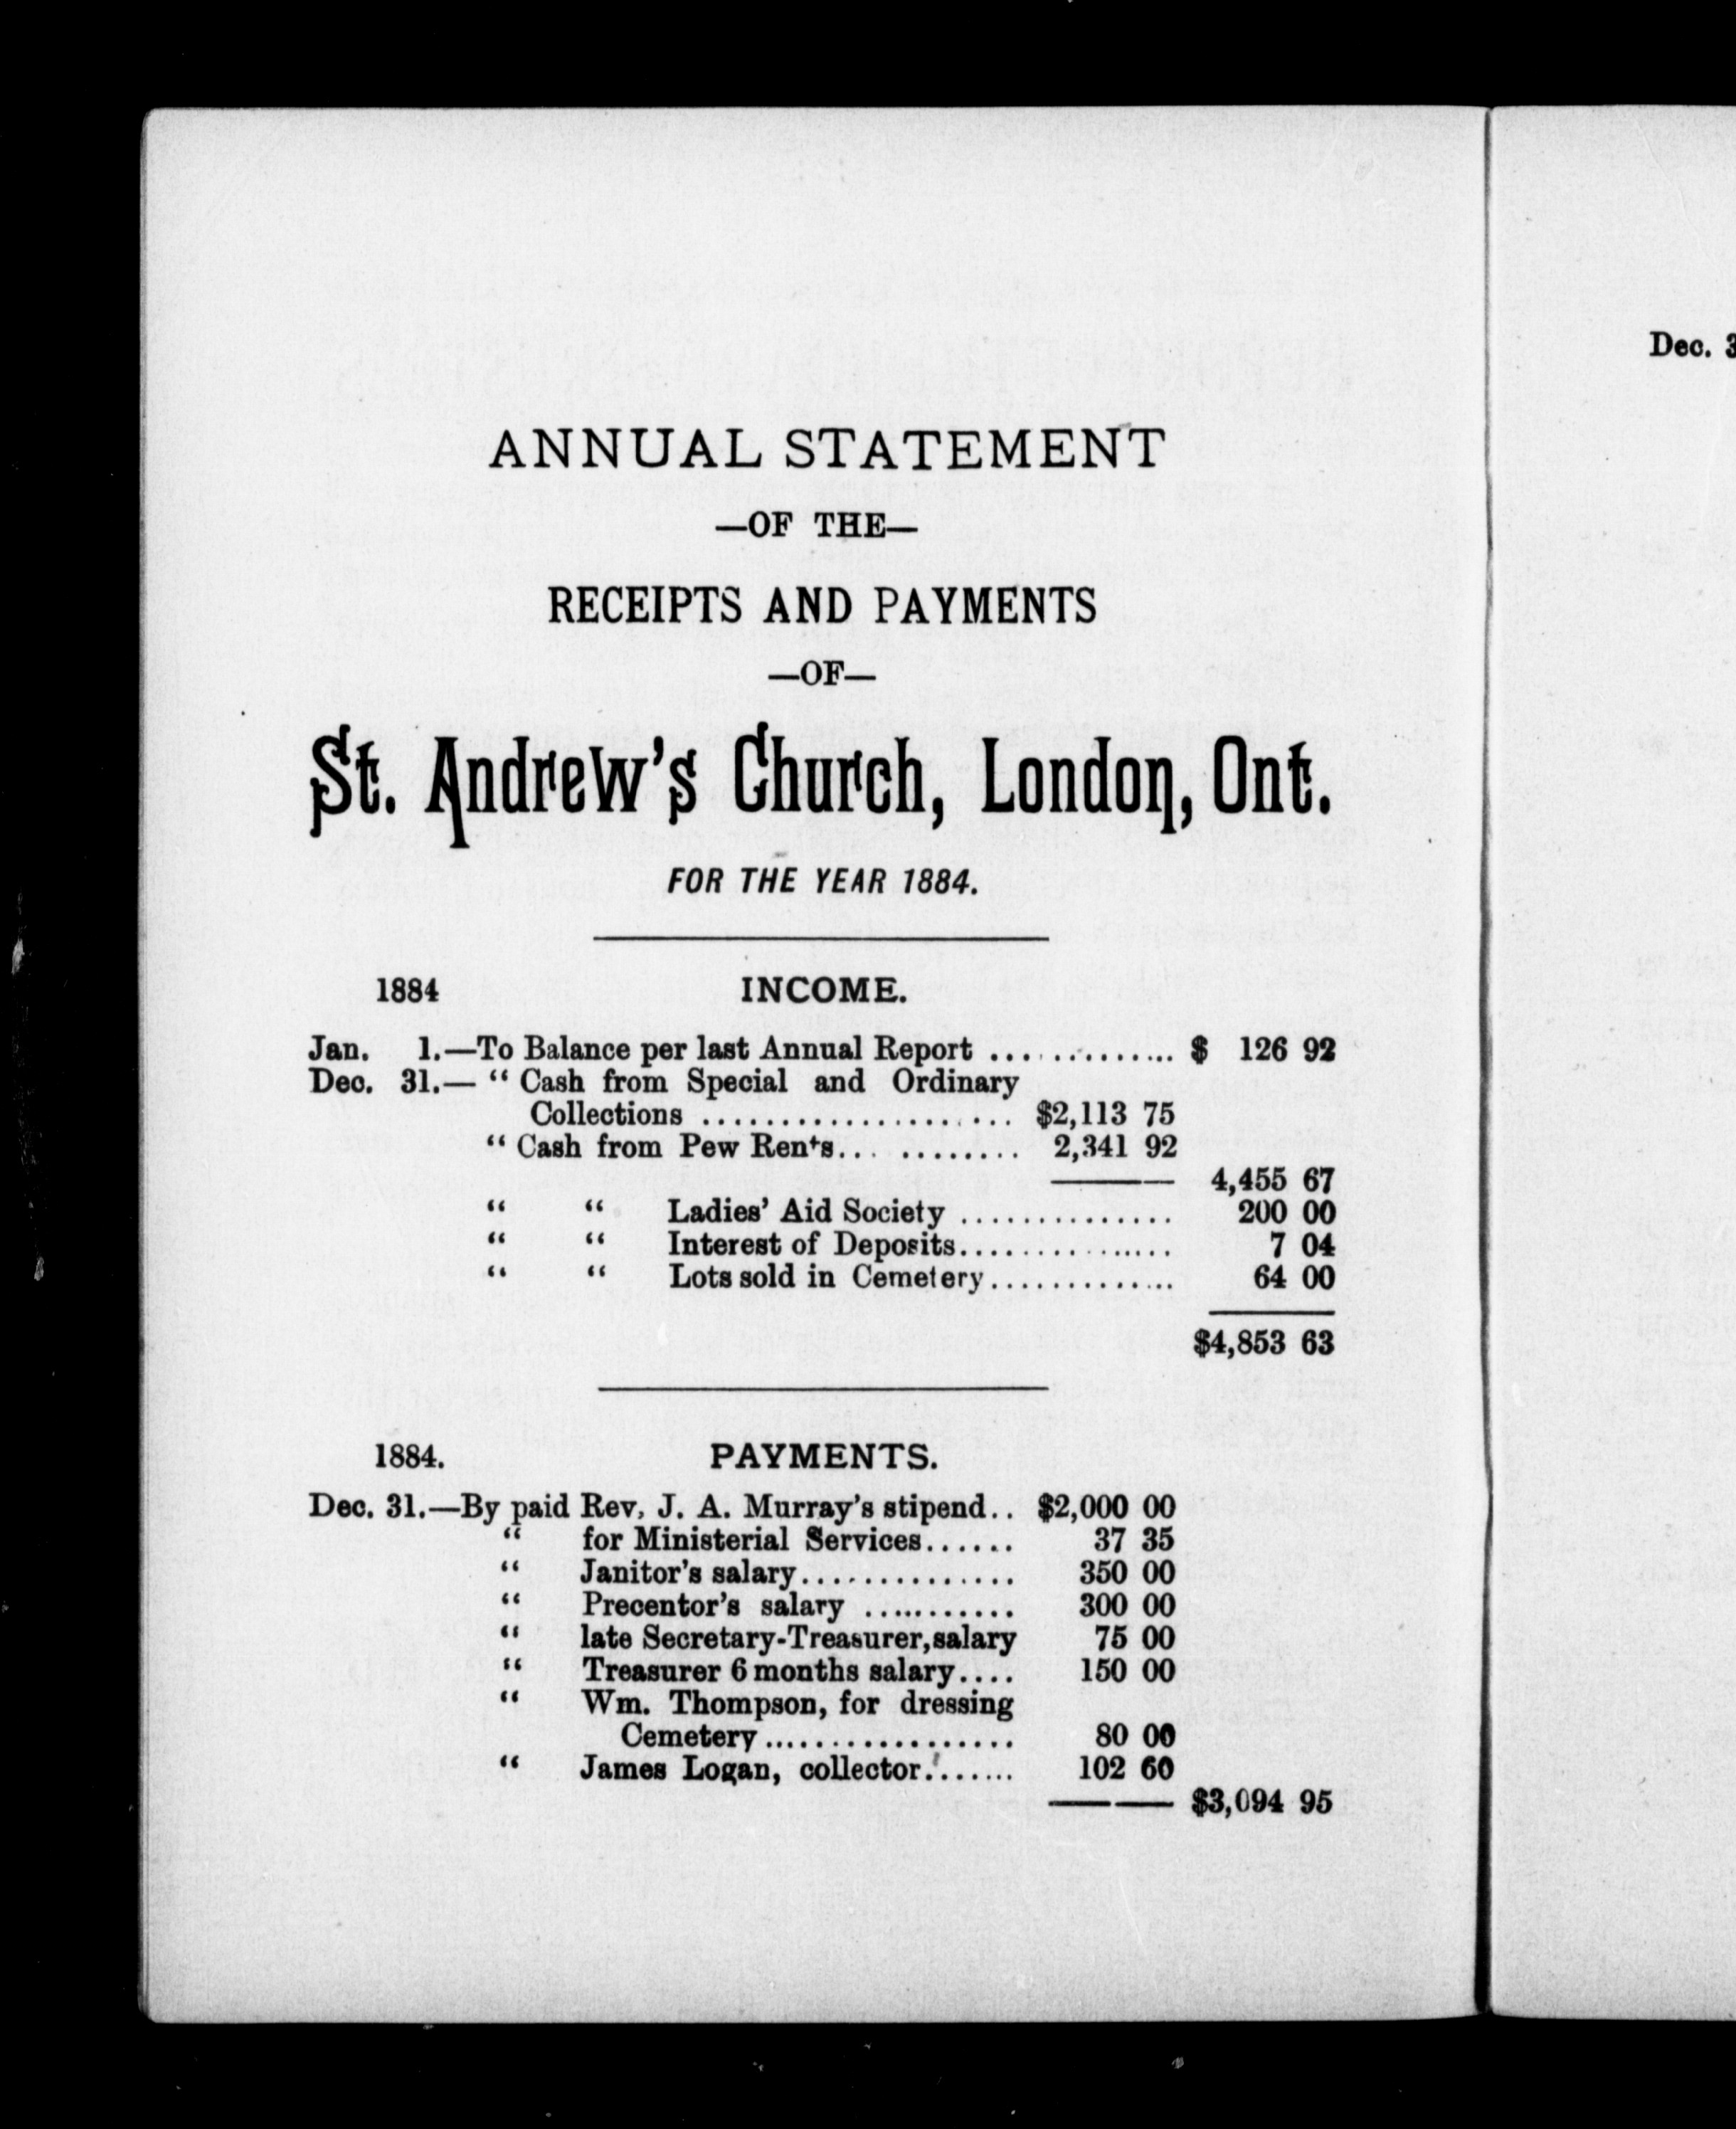 ANNUAL STATEMENT
—OF THE—
RECEIPTS AND PAYMENTS
—OF—
St. Andrew's Church, London, Ont.
FOR THE YEAR 1884.
1884 INCOME.
Jan. 1.—To Balance per last Annual Report .............. $ 126 92
Dec. 31.— “ Cash from Special and Ordinary
Collections .................... $2,113 75
“ Cash from Pew Rents... ........ 2,341 92
4,455 67
“ “ Ladies' Aid Society .............. 200 00
“ “ Interest of Deposits.............. 7 04
“ “ Lots sold in Cemetery............. 64 00
$4,853 63
1884. PAYMENTS.
Dec. 31.—By paid Rev. J. A. Murray's stipend.. $2,000 00
“ for Ministerial Services...... 37 35
“ Janitor's salary.............. 350 00
“ Precentor's salary ........... 300 00
“ late Secretary-Treasurer, salary 75 00
“ Treasurer 6 months salary.... 150 00
“ Wm. Thompson, for dressing
Cemetery ................. 80 00
“ James Logan, collector....... 102 60
$3,094 95
Dec. 3